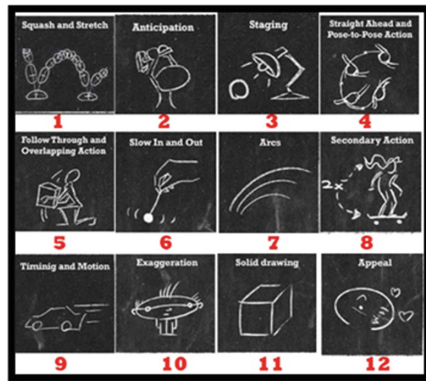 Squash and Stretch
Anticipation
Staging
Straight Ahead and
Pose-to-Pose Action
1
2
3
4
Follow Through and
Overlapping Action
Slow In and Out
Arcs
Secondary Action
2x
5
6
7
8
Timinig and Motion
Exaggeration
Solid drawing
Appeal
9
10
11
12